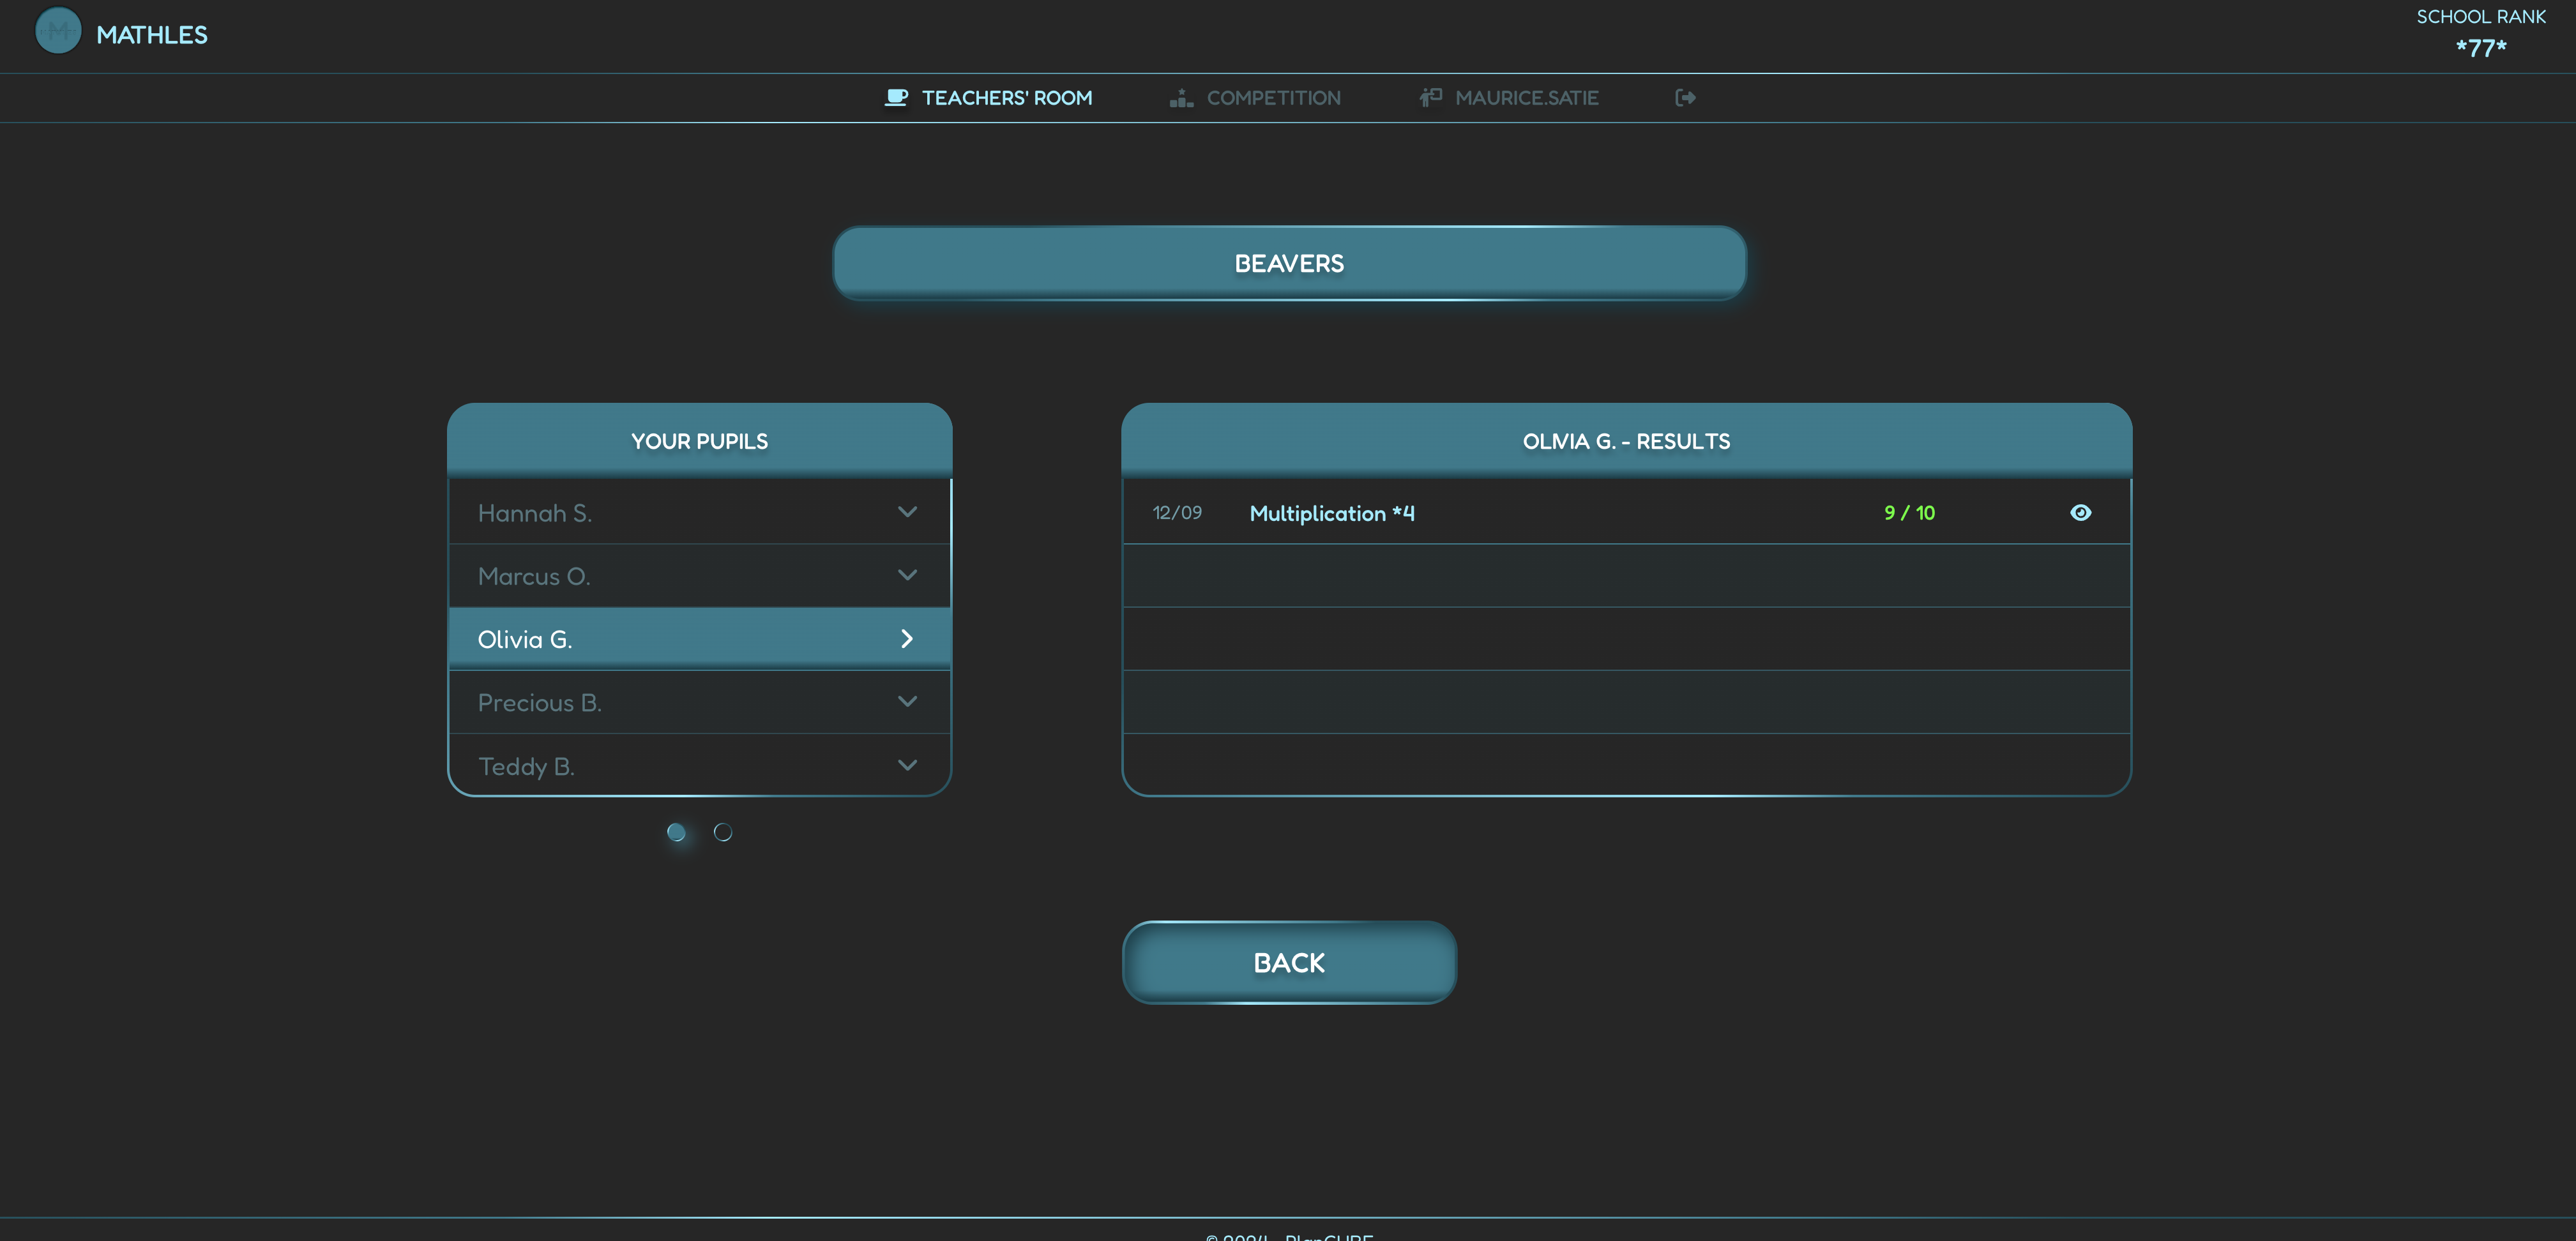 MATHLES
SCHOOL RANK
*77*
TEACHERS' ROOM
COMPETITION
MAURICE.SATIE
BEAVERS
YOUR PUPILS
Hannah S.
Marcus O.
Olivia G.
Precious B.
Teddy B.
OLIVIA G. - RESULTS
12/09 Multiplication *4 9 / 10
BACK